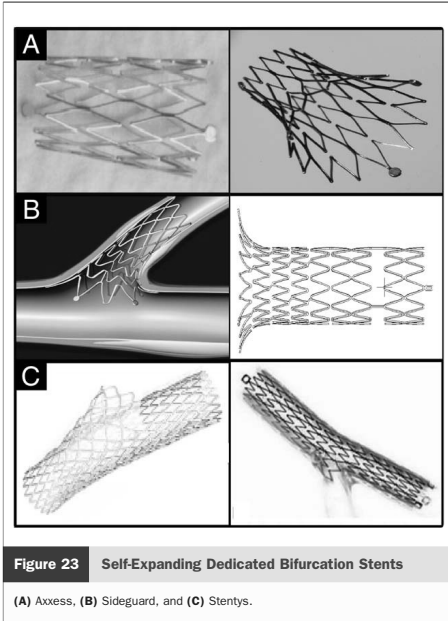 A
B
C
Figure 23 Self-Expanding Dedicated Bifurcation Stents
(A) Axxess, (B) Sideguard, and (C) Stentys.